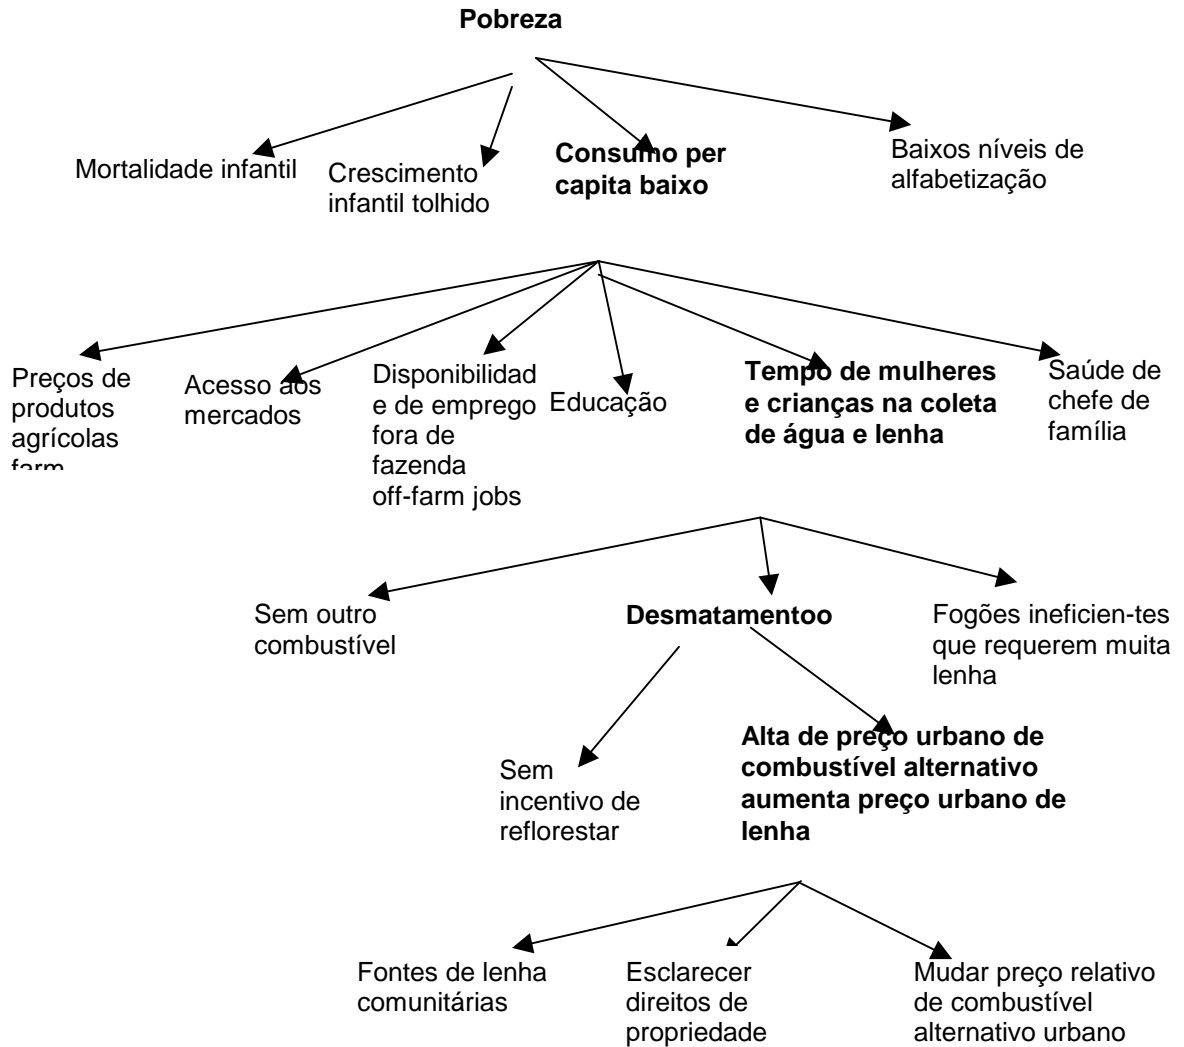 Pobreza
Mortalidade infantil
Crescimento
infantil tolhido
Consumo per
capita baixo
Baixos níveis de
alfabetização
Preços de
produtos
agrícolas
farm
Acesso aos
mercados
Disponibilidad
e de emprego
fora de
fazenda
off-farm jobs
Educação
Tempo de mulheres
e crianças na coleta
de água e lenha
Saúde de
chefe de
família
Sem outro
combustível
Desmatamentoo
Fogões ineficien-tes
que requerem muita
lenha
Sem
incentivo de
reflorestar
Alta de preço urbano de
combustível alternativo
aumenta preço urbano de
lenha
Fontes de lenha
comunitárias
Esclarecer
direitos de
propriedade
Mudar preço relativo
de combustível
alternativo urbano